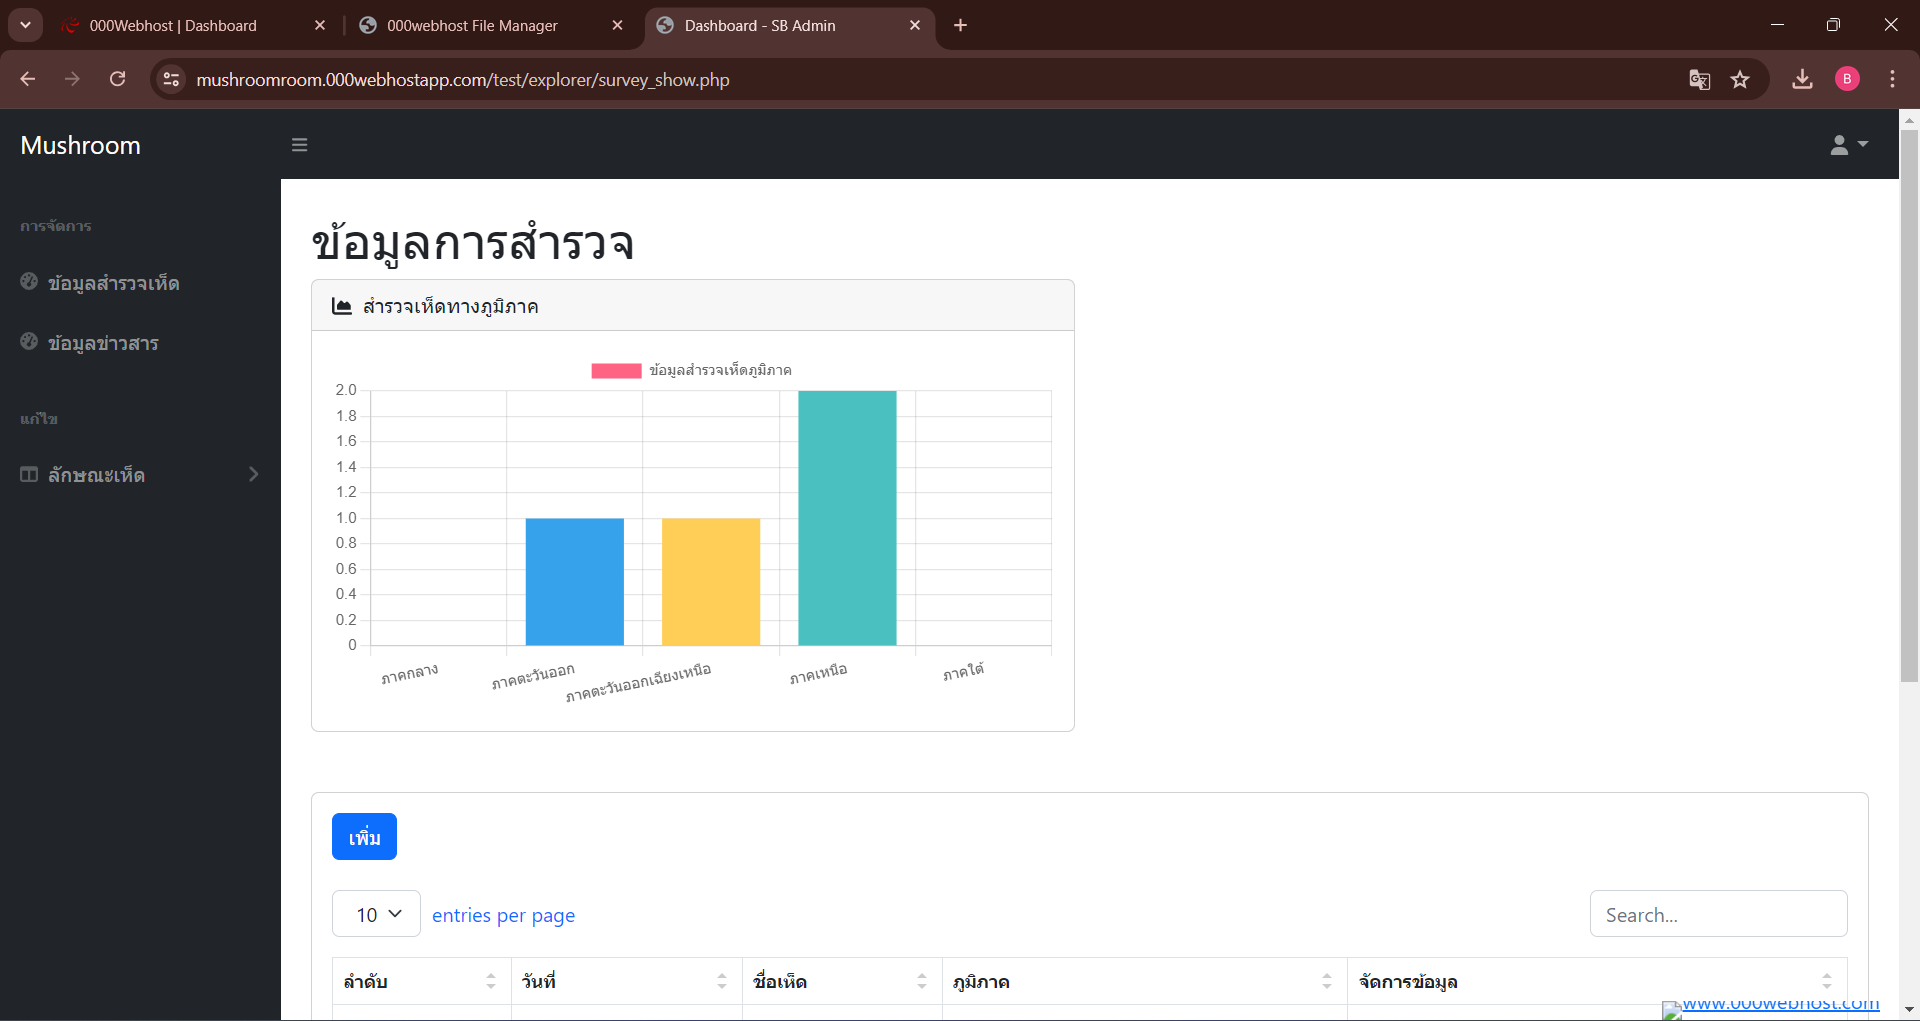 000Webhost | Dashboard
000webhost File Manager
Dashboard - SB Admin
mushroomroom.000webhostapp.com/test/explorer/survey_show.php
B
Mushroom
การจัดการ
ข้อมูลสำรวจเห็ด
ข้อมูลข่าวสาร
แก้ไข
ลักษณะเห็ด
ข้อมูลการสำรวจ
สำรวจเห็ดทางภูมิภาค
ข้อมูลสำรวจเห็ดภูมิภาค
2.0
1.8
1.6
1.4
1.2
1.0
0.8
0.6
0.4
0.2
0
ภาคกลาง
ภาคตะวันออก
ภาคตะวันออกเฉียงเหนือ
ภาคเหนือ
ภาคใต้
เพิ่ม
10 entries per page
Search...
ลำดับ วันที่ ชื่อเห็ด ภูมิภาค จัดการข้อมูล
www.000webhost.com